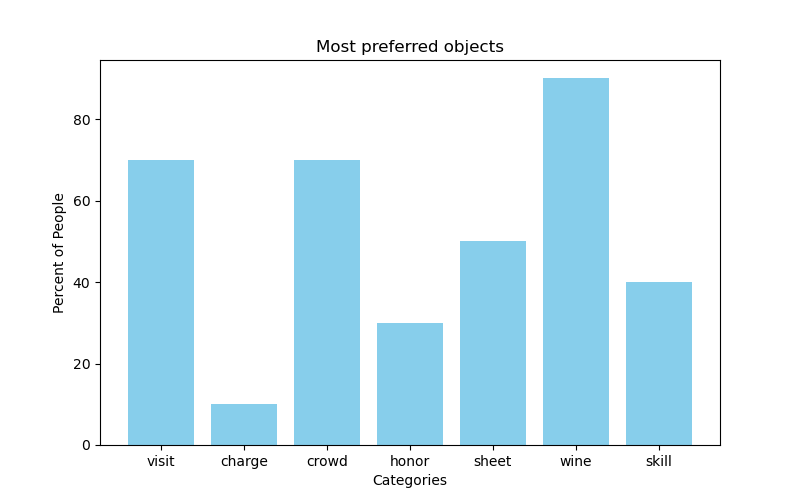 Most preferred objects
Percent of People
80
60
40
20
0
visit charge crowd honor sheet wine skill
Categories